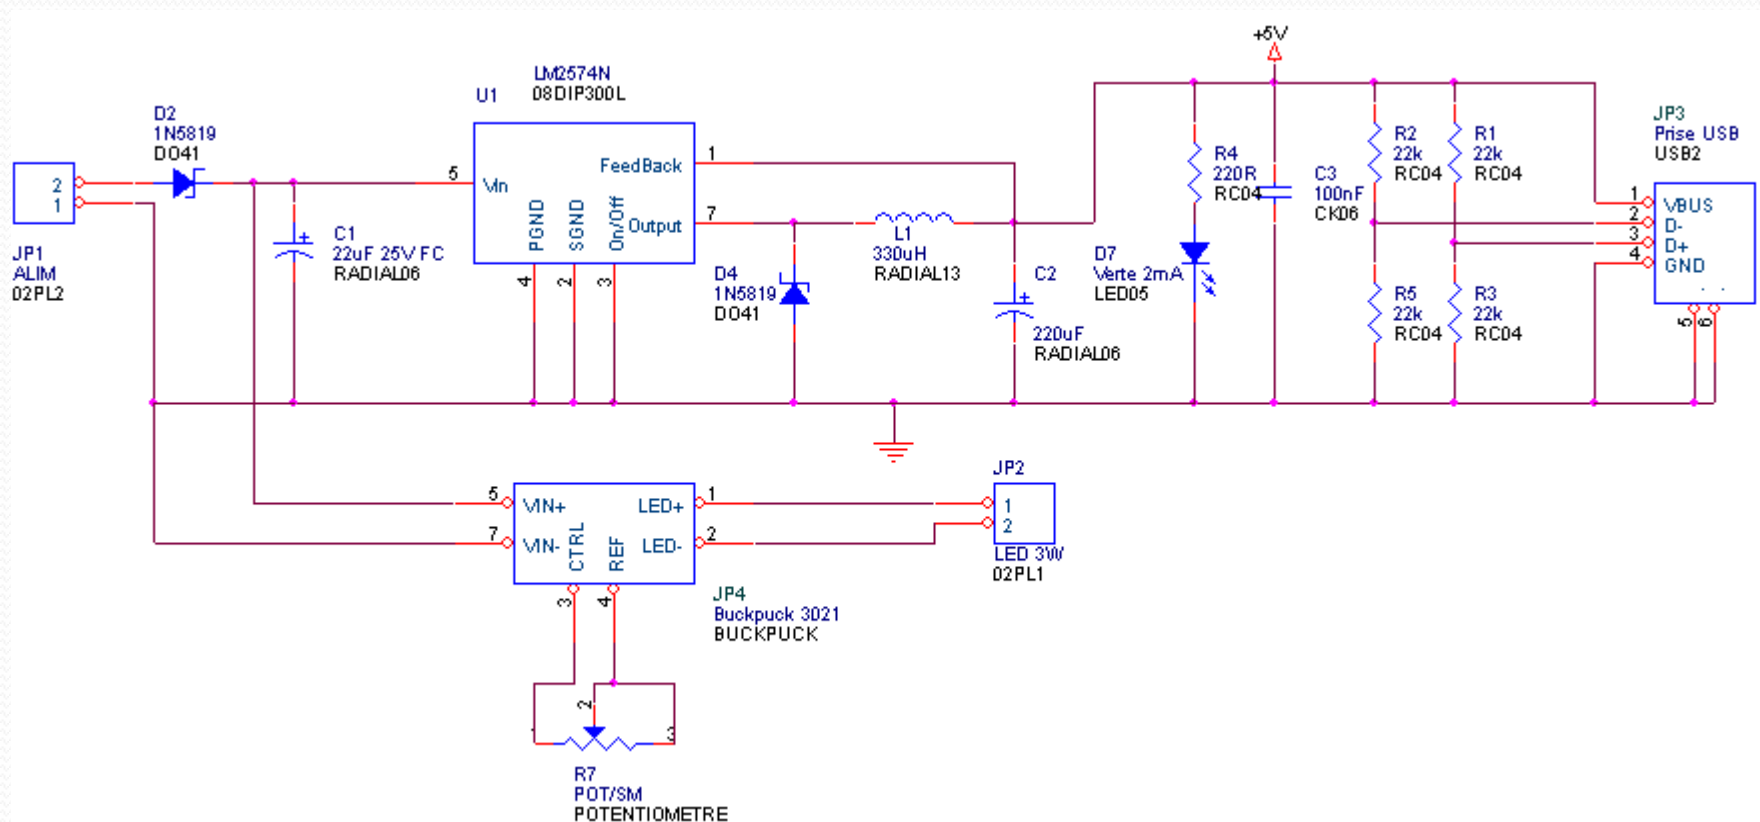 +5V
LM2574N
08DIP300L
U1
D2
1N5819
DO41
2
1
JP1
ALIM
02PL2
5
Vin
FeedBack
1
Output
7
PGND
SGND
On/Off
4
2
3
C1
22uF 25V FC
RADIAL06
D4
1N5819
DO41
L1
330uH
RADIAL13
C2
220uF
RADIAL06
D7
Verte 2mA
LED05
R4
220R
RC04
C3
100nF
CK06
R2
22k
RC04
R1
22k
RC04
R5
22k
RC04
R3
22k
RC04
JP3
Prise USB
USB2
1
VBUS
2
D-
3
D+
4
GND
5
6
5
VIN+
7
VIN-
CTRL
REF
LED+
1
LED-
2
3
4
JP4
Buckpuck 3021
BUCKPUCK
JP2
1
2
LED 3W
02PL1
1
2
3
R7
POT/SM
POTENTIOMETRE